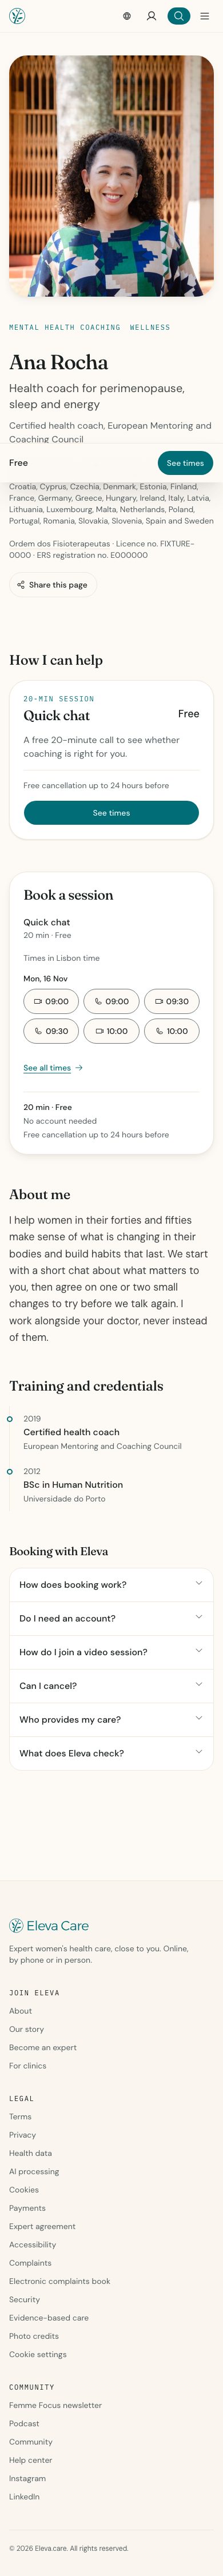 MENTAL HEALTH COACHING WELLNESS
Ana Rocha
Health coach for perimenopause,
sleep and energy
Certified health coach, European Mentoring and
Coaching Council
Free
See times
Croatia, Cyprus, Czechia, Denmark, Estonia, Finland,
France, Germany, Greece, Hungary, Ireland, Italy, Latvia,
Lithuania, Luxembourg, Malta, Netherlands, Poland,
Portugal, Romania, Slovakia, Slovenia, Spain and Sweden
Ordem dos Fisioterapeutas · Licence no. FIXTURE-
0000 · ERS registration no. E000000
Share this page
How I can help
20-MIN SESSION
Quick chat
Free
A free 20-minute call to see whether
coaching is right for you.
Free cancellation up to 24 hours before
See times
Book a session
Quick chat
20 min · Free
Times in Lisbon time
Mon, 16 Nov
09:00 09:00 09:30
09:30 10:00 10:00
See all times
20 min · Free
No account needed
Free cancellation up to 24 hours before
About me
I help women in their forties and fifties
make sense of what is changing in their
bodies and build habits that last. We start
with a short chat about what matters to
you, then agree on one or two small
changes to try before we talk again. I
work alongside your doctor, never instead
of them.
Training and credentials
2019
Certified health coach
European Mentoring and Coaching Council
2012
BSc in Human Nutrition
Universidade do Porto
Booking with Eleva
How does booking work?
Do I need an account?
How do I join a video session?
Can I cancel?
Who provides my care?
What does Eleva check?
Eleva Care
Expert women's health care, close to you. Online,
by phone or in person.
JOIN ELEVA
About
Our story
Become an expert
For clinics
LEGAL
Terms
Privacy
Health data
AI processing
Cookies
Payments
Expert agreement
Accessibility
Complaints
Electronic complaints book
Security
Evidence-based care
Photo credits
Cookie settings
COMMUNITY
Femme Focus newsletter
Podcast
Community
Help center
Instagram
LinkedIn
© 2026 Eleva.care. All rights reserved.